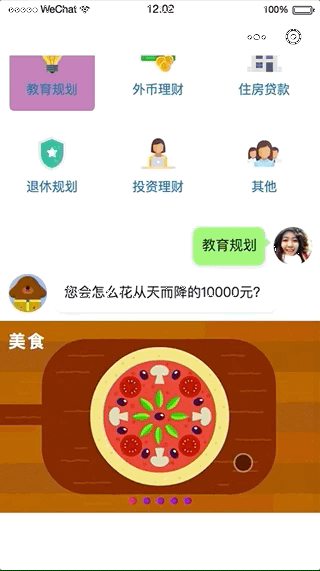 WeChat 12.02 100%
教育规划 外币理财 住房贷款
退休规划 投资理财 其他
教育规划
您会怎么花从天而降的10000元?
美食